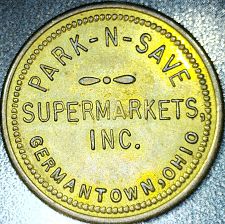 PARK-N-SAVE
SUPERMARKETS,
INC.
GERMANTOWN, OHIO